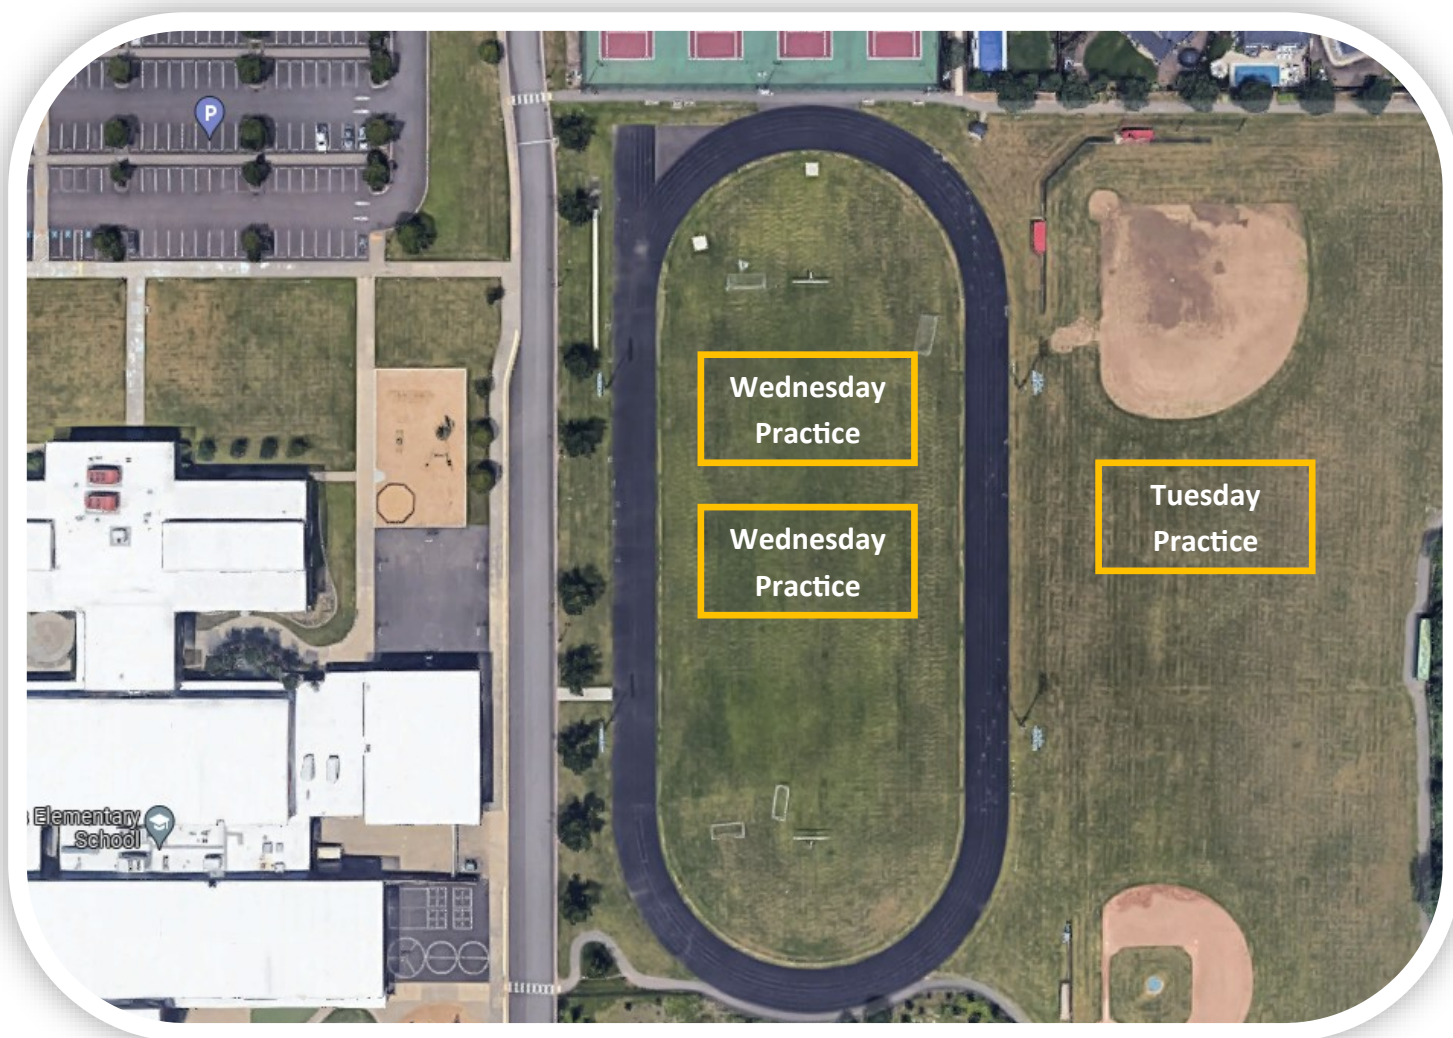 P
Wednesday
Practice
Wednesday
Practice
Tuesday
Practice
Elementary
School